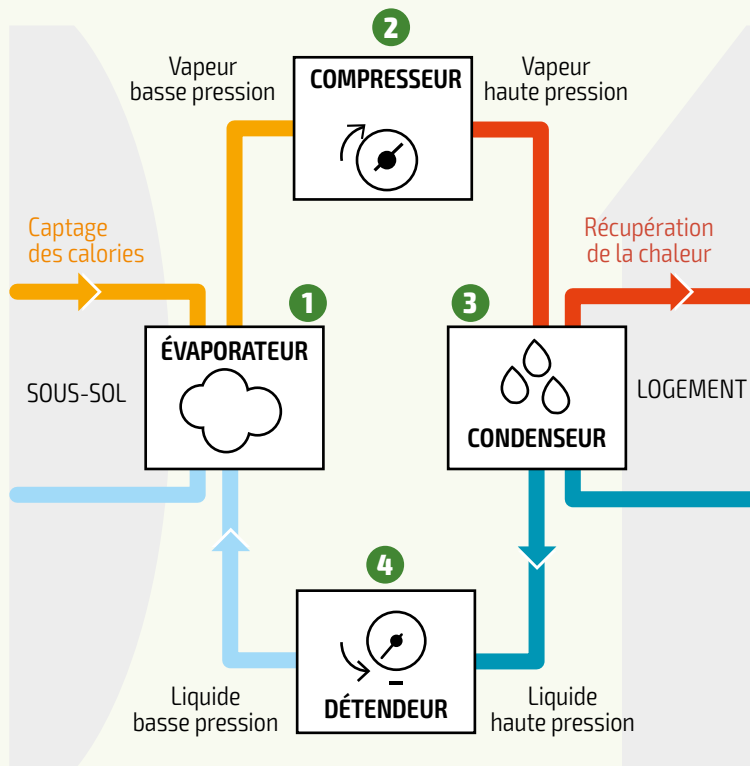 2
Vapeur
basse pression
COMPRESSEUR
Vapeur
haute pression
Captage
des calories
Récupération
de la chaleur
1
3
ÉVAPORATEUR
SOUS-SOL
CONDENSEUR
LOGEMENT
4
Liquide
basse pression
DÉTENDEUR
Liquide
haute pression